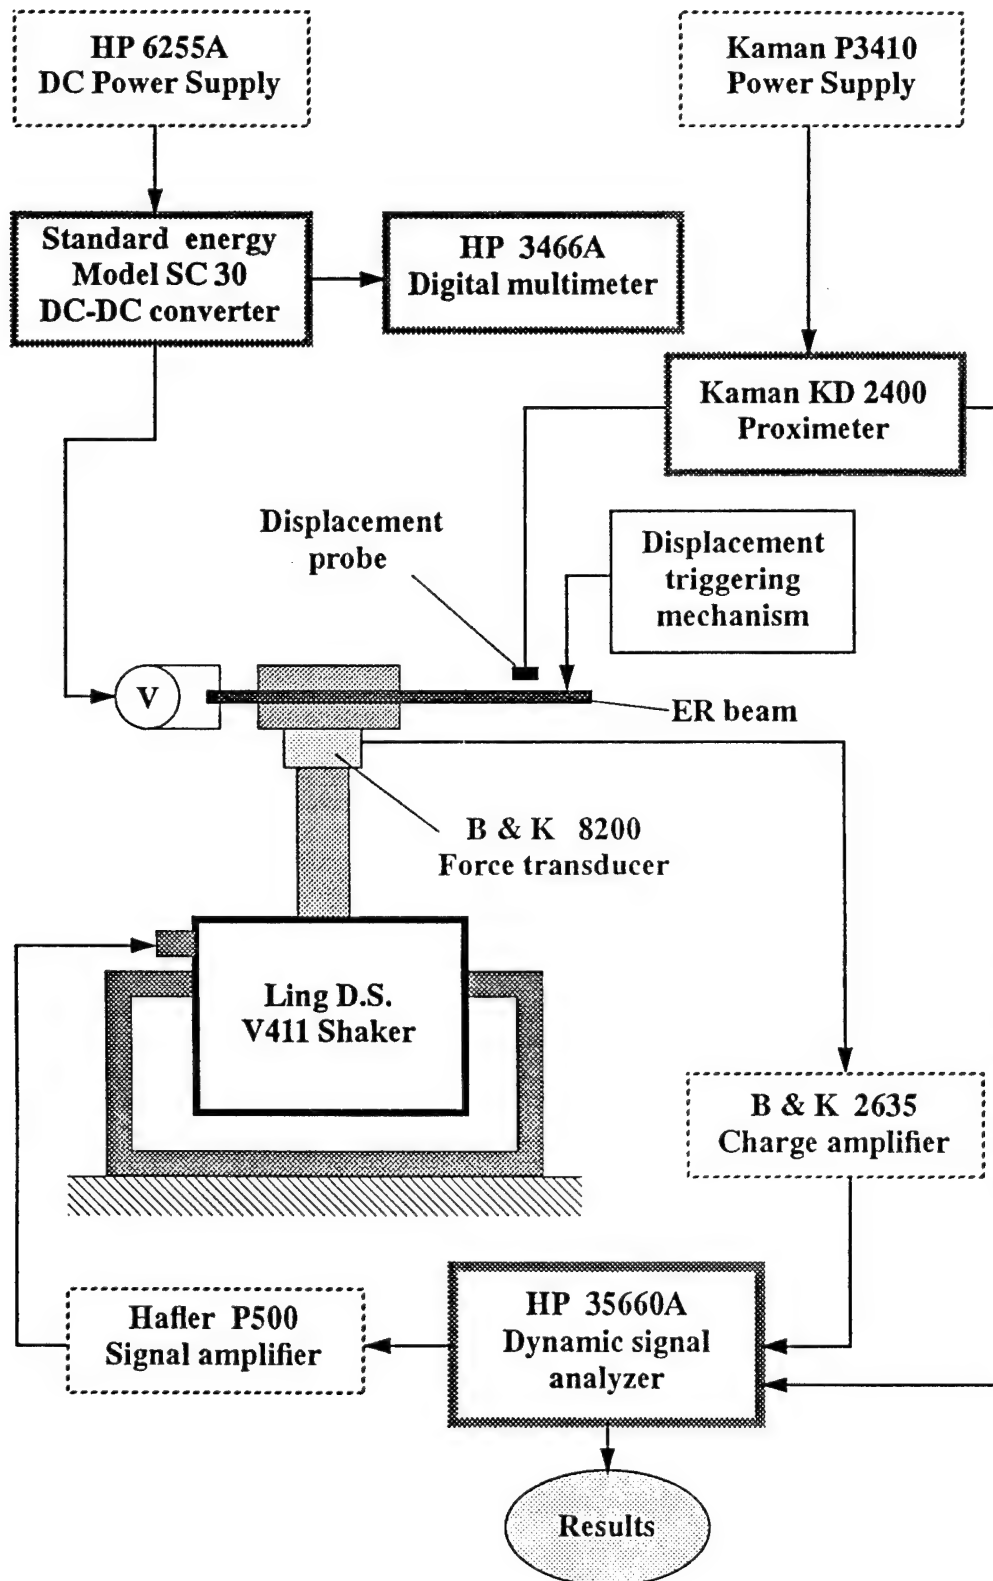 HP 6255A
DC Power Supply
Kaman P3410
Power Supply
Standard energy
Model SC 30
DC-DC converter
HP 3466A
Digital multimeter
Kaman KD 2400
Proximeter
Displacement
probe
Displacement
triggering
mechanism
V
ER beam
B & K 8200
Force transducer
Ling D.S.
V411 Shaker
B & K 2635
Charge amplifier
Hafler P500
Signal amplifier
HP 35660A
Dynamic signal
analyzer
Results